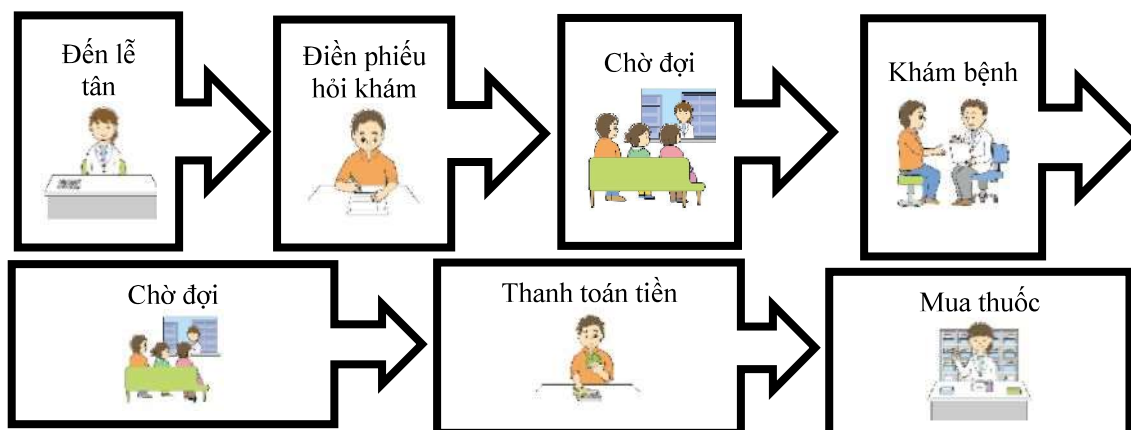 Đến lễ
tân
Điền phiếu
hỏi khám
Chờ đợi
Khám bệnh
Chờ đợi
Thanh toán tiền
Mua thuốc